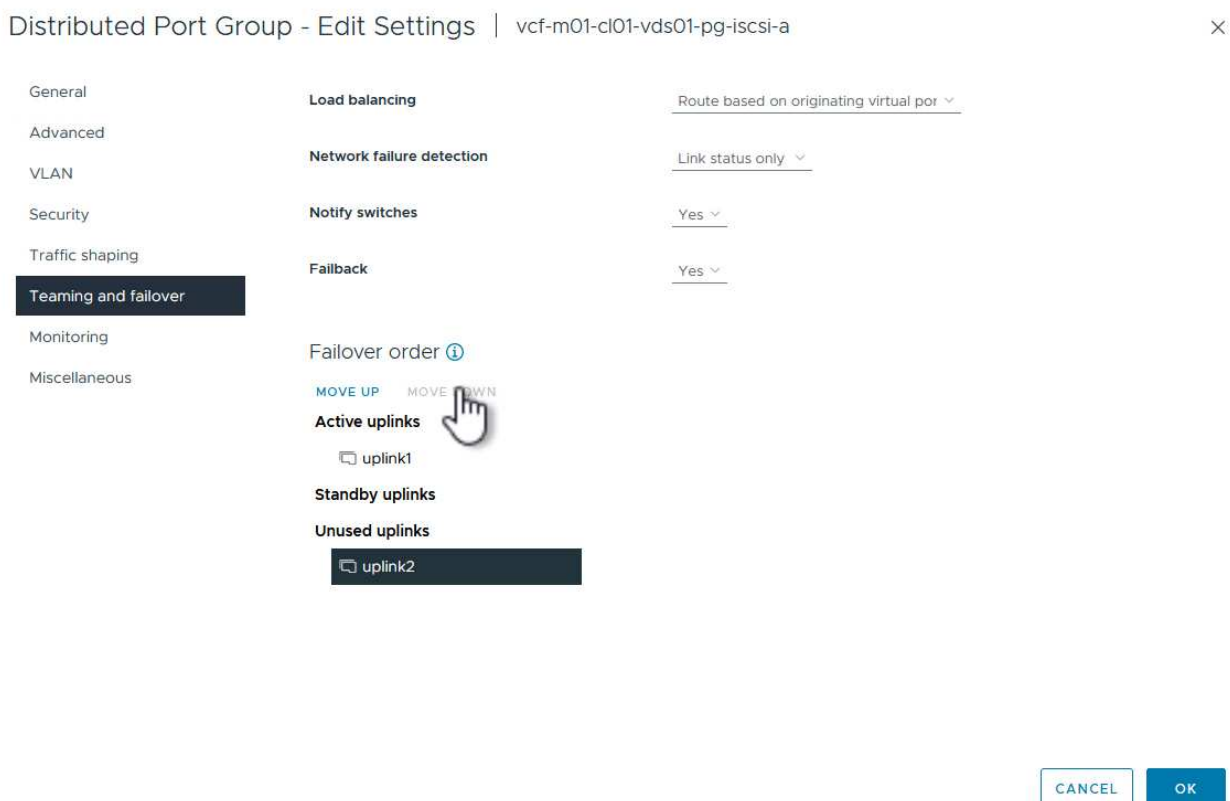 Distributed Port Group - Edit Settings | vcf-m01-cl01-vds01-pg-iscsi-a
General
Advanced
VLAN
Security
Traffic shaping
Teaming and failover
Monitoring
Miscellaneous
Load balancing Route based on originating virtual por
Network failure detection Link status only
Notify switches Yes
Failback Yes
Failover order
MOVE UP MOVE DOWN
Active uplinks
uplink1
Standby uplinks
Unused uplinks
uplink2
CANCEL OK